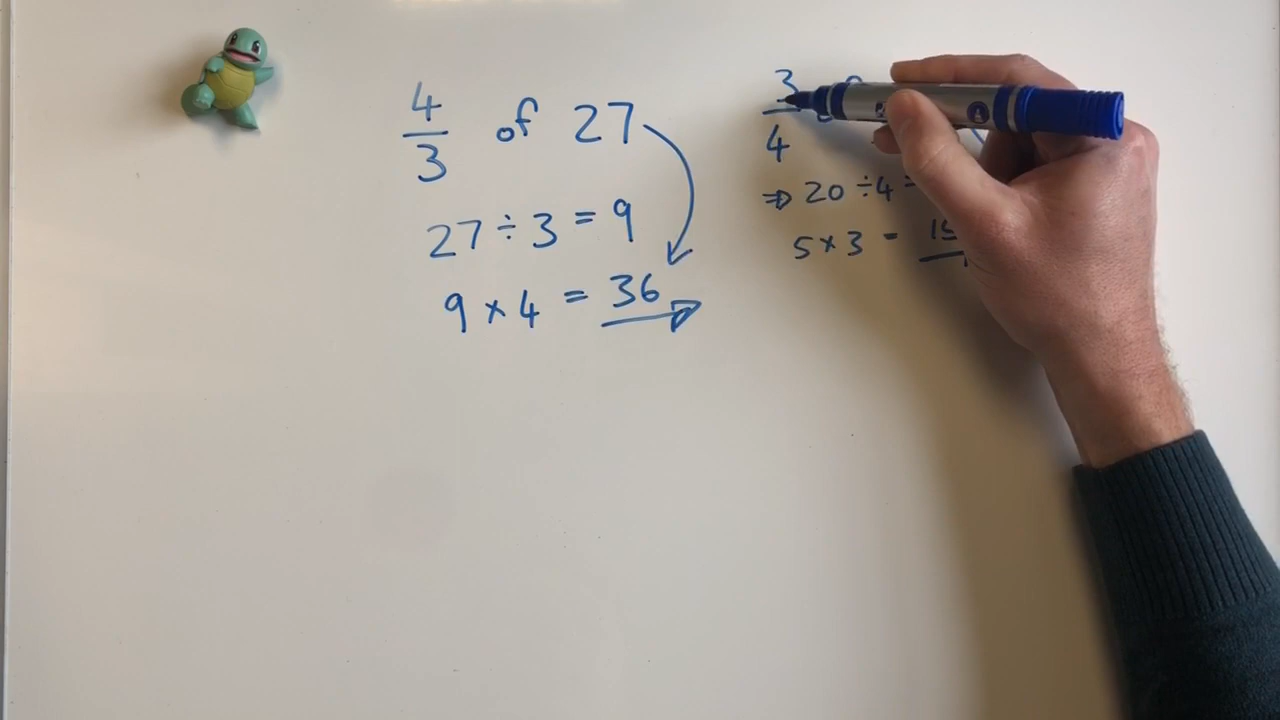 4/3 of 27
27 ÷ 3 = 9
9 × 4 = 36
3/4
⇒ 20 ÷ 4 =
5 × 3 = 15